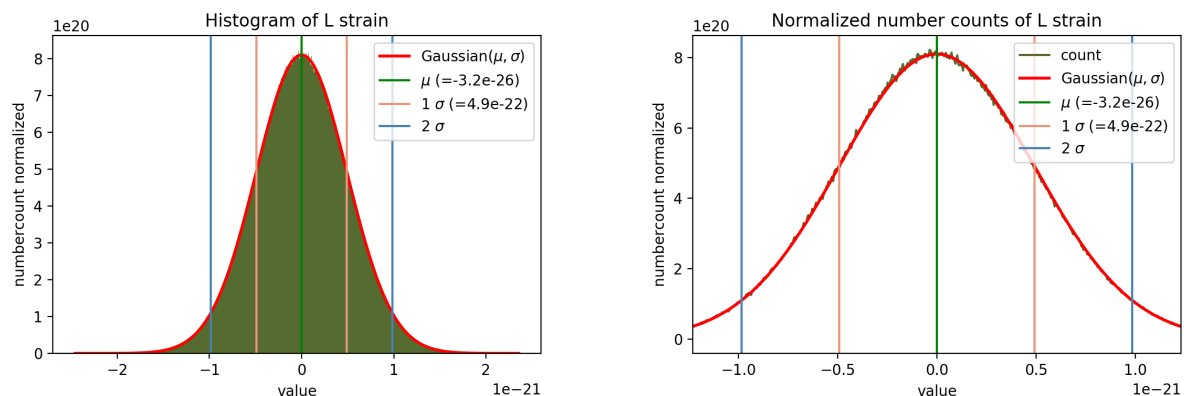 Histogram of L strain
1e20
numbercount normalized
8
7
6
5
4
3
2
1
0
Gaussian(μ, σ)
μ (=-3.2e-26)
1 σ (=4.9e-22)
2 σ
−2
−1
0
1
2
1e−21
value
Normalized number counts of L strain
1e20
numbercount normalized
8
6
4
2
0
count
Gaussian(μ, σ)
μ (=-3.2e-26)
1 σ (=4.9e-22)
2 σ
−1.0
−0.5
0.0
0.5
1.0
1e−21
value